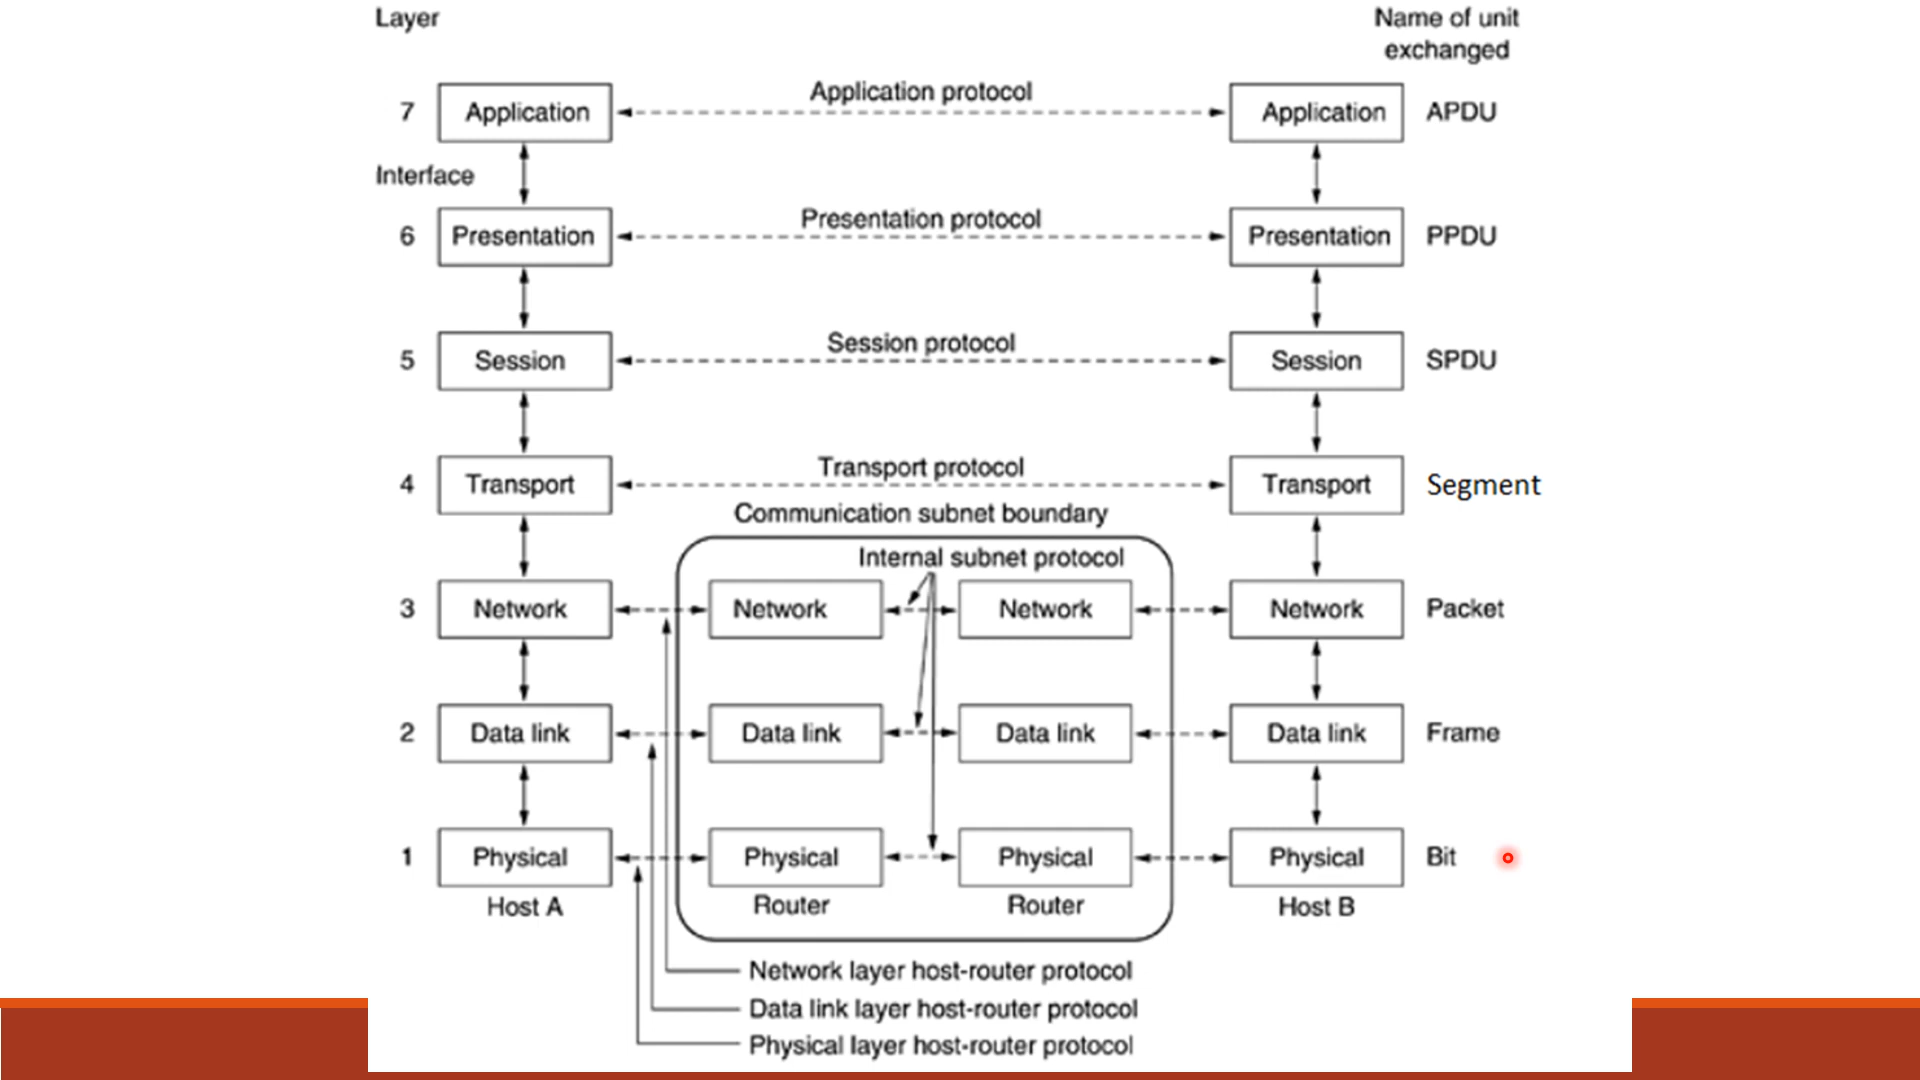 Layer
Name of unit
exchanged
7 Application Application protocol Application APDU
Interface
6 Presentation Presentation protocol Presentation PPDU
5 Session Session protocol Session SPDU
4 Transport Transport protocol Transport Segment
Communication subnet boundary
Internal subnet protocol
3 Network Network Network Network Packet
2 Data link Data link Data link Data link Frame
1 Physical Physical Physical Physical Bit
Host A Router Router Host B
Network layer host-router protocol
Data link layer host-router protocol
Physical layer host-router protocol